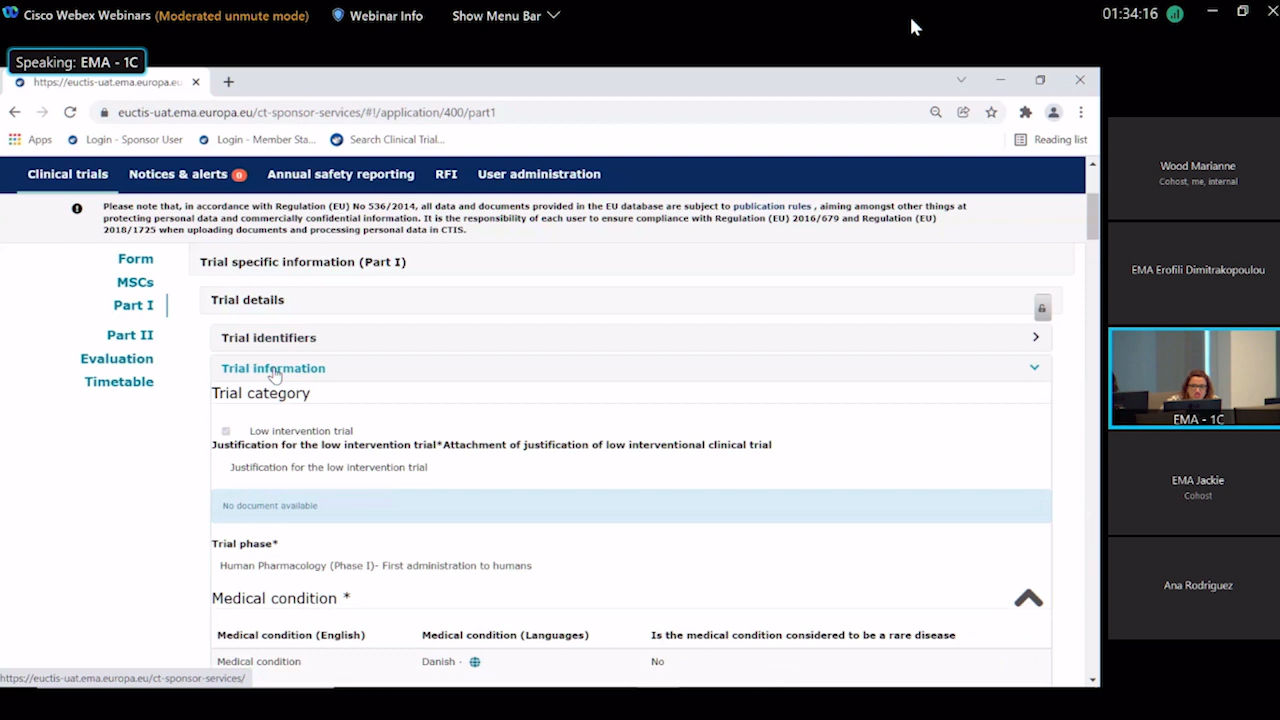 Cisco Webex Webinars (Moderated unmute mode)
Webinar Info
Show Menu Bar
01:34:16
Speaking: EMA - 1C
https://euctis-uat.ema.europa.eu
euctis-uat.ema.europa.eu/ct-sponsor-services/#!/application/400/part1
Apps
Login - Sponsor User
Login - Member Sta...
Search Clinical Trial...
Reading list
Clinical trials
Notices & alerts 0
Annual safety reporting
RFI
User administration
Please note that, in accordance with Regulation (EU) No 536/2014, all data and documents provided in the EU database are subject to publication rules , aiming amongst other things at
protecting personal data and commercially confidential information. It is the responsibility of each user to ensure compliance with Regulation (EU) 2016/679 and Regulation (EU)
2018/1725 when uploading documents and processing personal data in CTIS.
Form
MSCs
Part I
Part II
Evaluation
Timetable
Trial specific information (Part I)
Trial details
Trial identifiers
Trial information
Trial category
Low intervention trial
Justification for the low intervention trial*Attachment of justification of low interventional clinical trial
Justification for the low intervention trial
No document available
Trial phase*
Human Pharmacology (Phase I)- First administration to humans
Medical condition *
Medical condition (English)
Medical condition (Languages)
Is the medical condition considered to be a rare disease
Medical condition
Danish ·
No
https://euctis-uat.ema.europa.eu/ct-sponsor-services/
Wood Marianne
Cohost, me, internal
EMA Erofili Dimitrakopoulou
EMA - 1C
EMA Jackie
Cohost
Ana Rodriguez